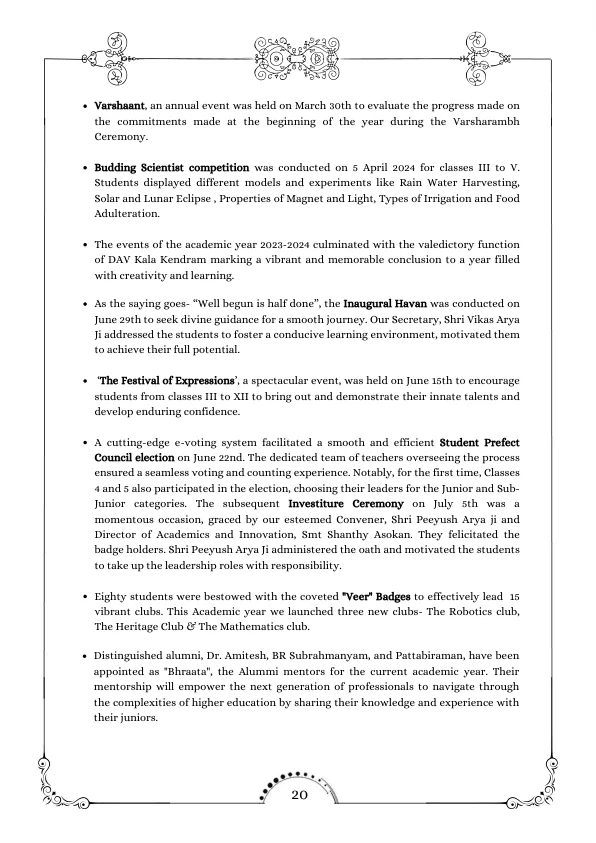 • Varshaant, an annual event was held on March 30th to evaluate the progress made on
the commitments made at the beginning of the year during the Varsharambh
Ceremony.
• Budding Scientist competition was conducted on 5 April 2024 for classes III to V.
Students displayed different models and experiments like Rain Water Harvesting,
Solar and Lunar Eclipse , Properties of Magnet and Light, Types of Irrigation and Food
Adulteration.
• The events of the academic year 2023-2024 culminated with the valedictory function
of DAV Kala Kendram marking a vibrant and memorable conclusion to a year filled
with creativity and learning.
• As the saying goes- “Well begun is half done”, the Inaugural Havan was conducted on
June 29th to seek divine guidance for a smooth journey. Our Secretary, Shri Vikas Arya
Ji addressed the students to foster a conducive learning environment, motivated them
to achieve their full potential.
• ‘The Festival of Expressions’, a spectacular event, was held on June 15th to encourage
students from classes III to XII to bring out and demonstrate their innate talents and
develop enduring confidence.
• A cutting-edge e-voting system facilitated a smooth and efficient Student Prefect
Council election on June 22nd. The dedicated team of teachers overseeing the process
ensured a seamless voting and counting experience. Notably, for the first time, Classes
4 and 5 also participated in the election, choosing their leaders for the Junior and Sub-
Junior categories. The subsequent Investiture Ceremony on July 5th was a
momentous occasion, graced by our esteemed Convener, Shri Peeyush Arya ji and
Director of Academics and Innovation, Smt Shanthy Asokan. They felicitated the
badge holders. Shri Peeyush Arya Ji administered the oath and motivated the students
to take up the leadership roles with responsibility.
• Eighty students were bestowed with the coveted "Veer" Badges to effectively lead 15
vibrant clubs. This Academic year we launched three new clubs- The Robotics club,
The Heritage Club & The Mathematics club.
• Distinguished alumni, Dr. Amitesh, BR Subrahmanyam, and Pattabiraman, have been
appointed as "Bhraata", the Alummi mentors for the current academic year. Their
mentorship will empower the next generation of professionals to navigate through
the complexities of higher education by sharing their knowledge and experience with
their juniors.
20